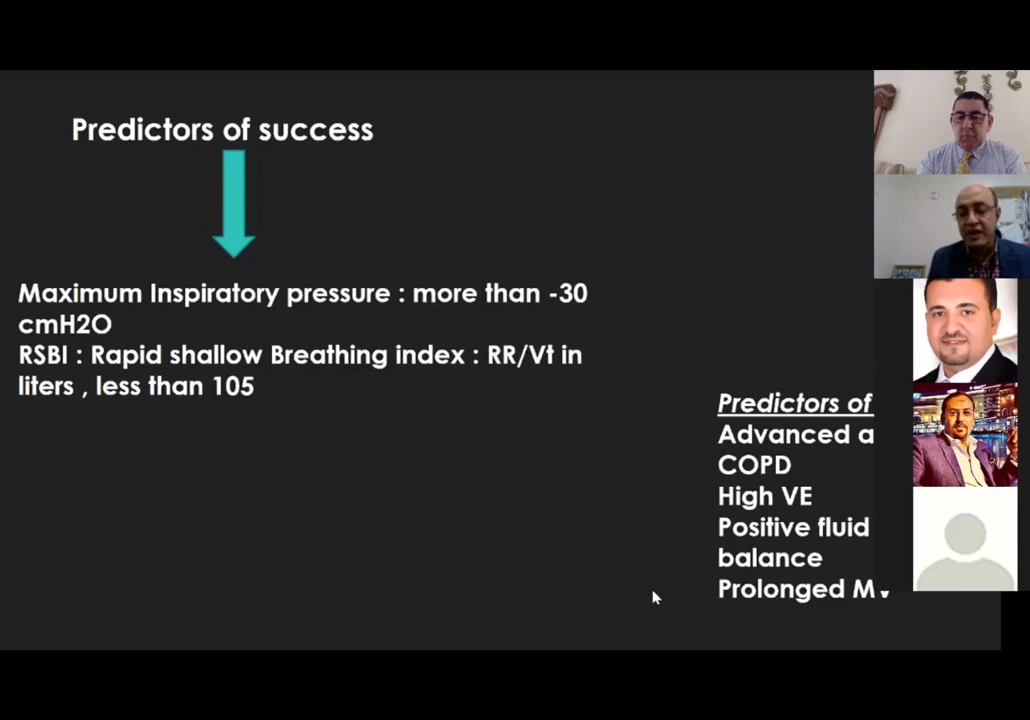 Predictors of success
Maximum Inspiratory pressure : more than -30
cmH2O
RSBI : Rapid shallow Breathing index : RR/Vt in
liters , less than 105
Predictors of
Advanced
COPD
High VE
Positive fluid
balance
Prolonged